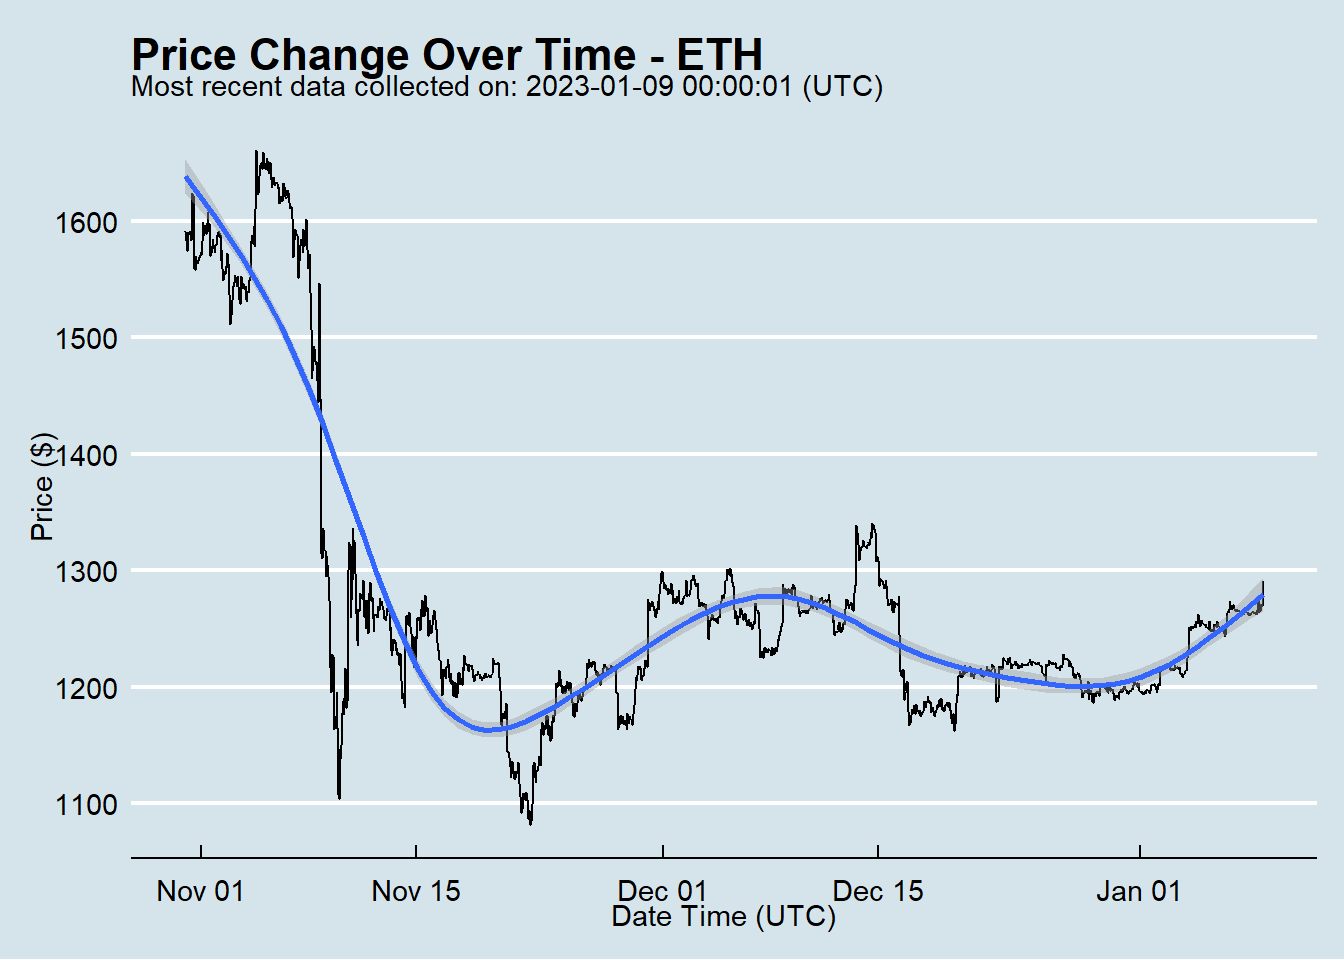 Price Change Over Time - ETH
Most recent data collected on: 2023-01-09 00:00:01 (UTC)
1600
1500
1400
1300
1200
1100
Price ($)
Nov 01 Nov 15 Dec 01 Dec 15 Jan 01
Date Time (UTC)